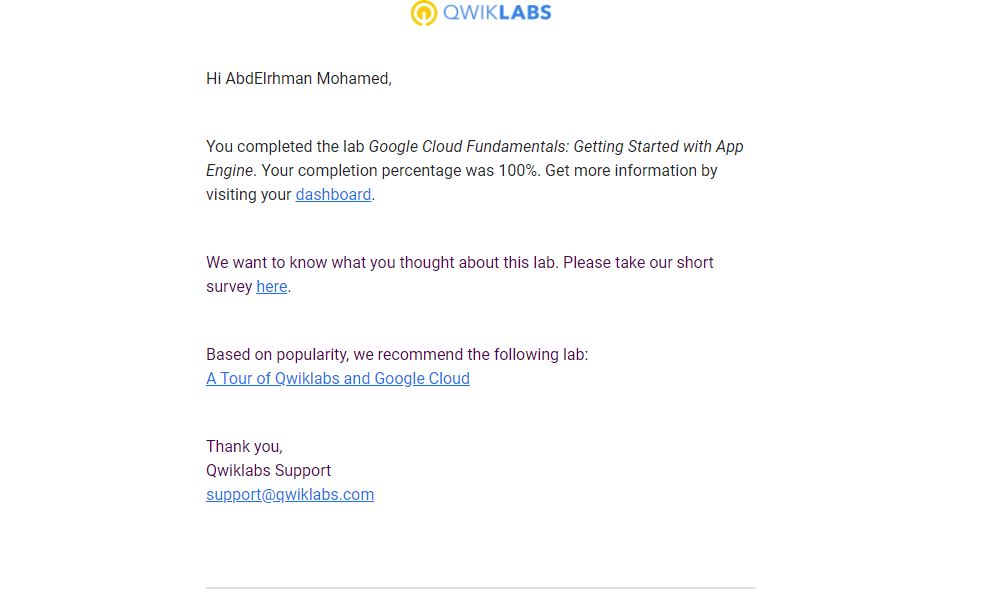 QWIKLABS
Hi AbdElrhman Mohamed,
You completed the lab Google Cloud Fundamentals: Getting Started with App
Engine. Your completion percentage was 100%. Get more information by
visiting your dashboard.
We want to know what you thought about this lab. Please take our short
survey here.
Based on popularity, we recommend the following lab:
A Tour of Qwiklabs and Google Cloud
Thank you,
Qwiklabs Support
support@qwiklabs.com